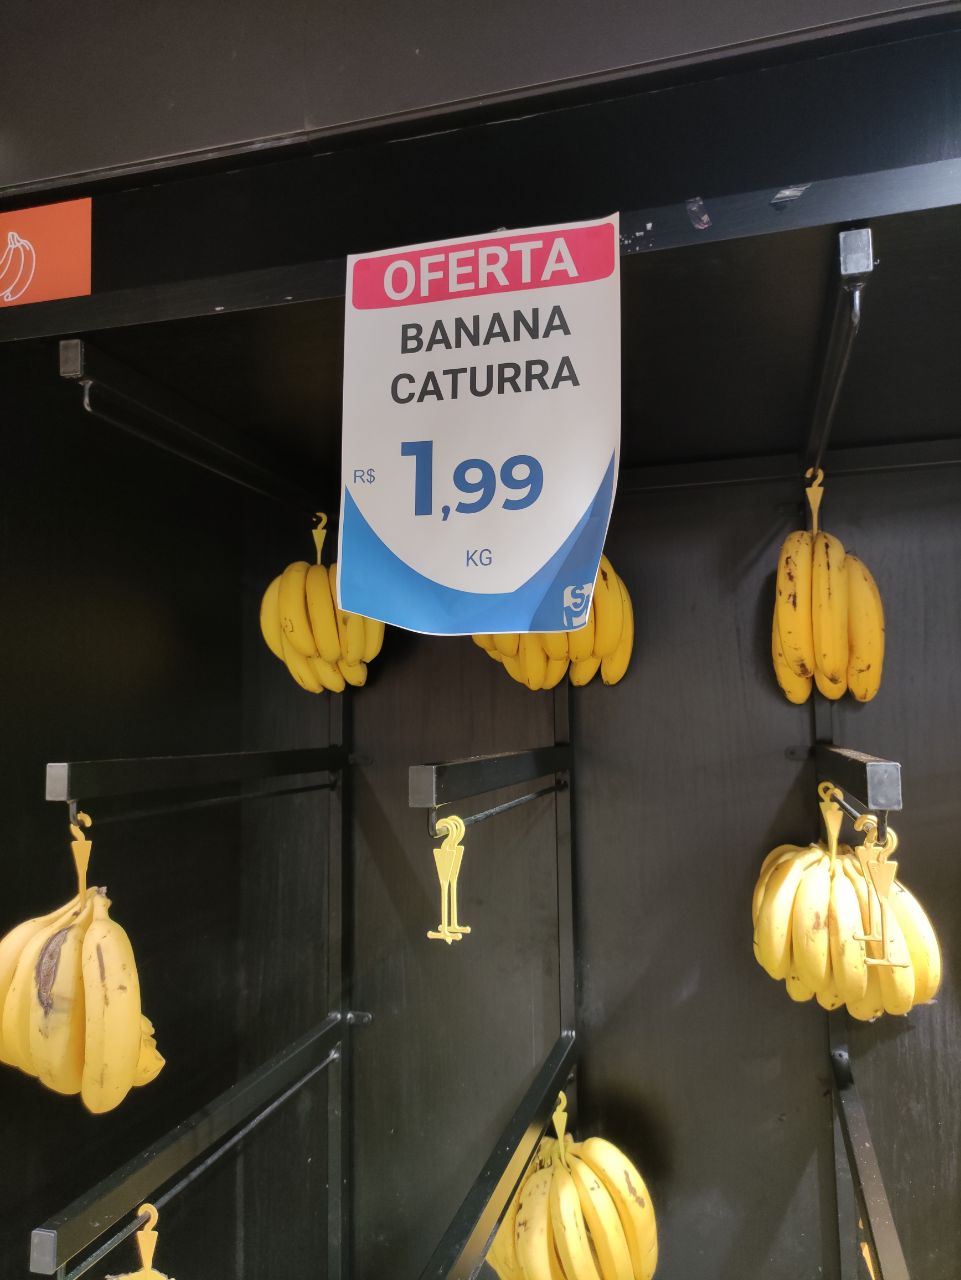 OFERTA
BANANA
CATURRA
R$ 1,99
KG